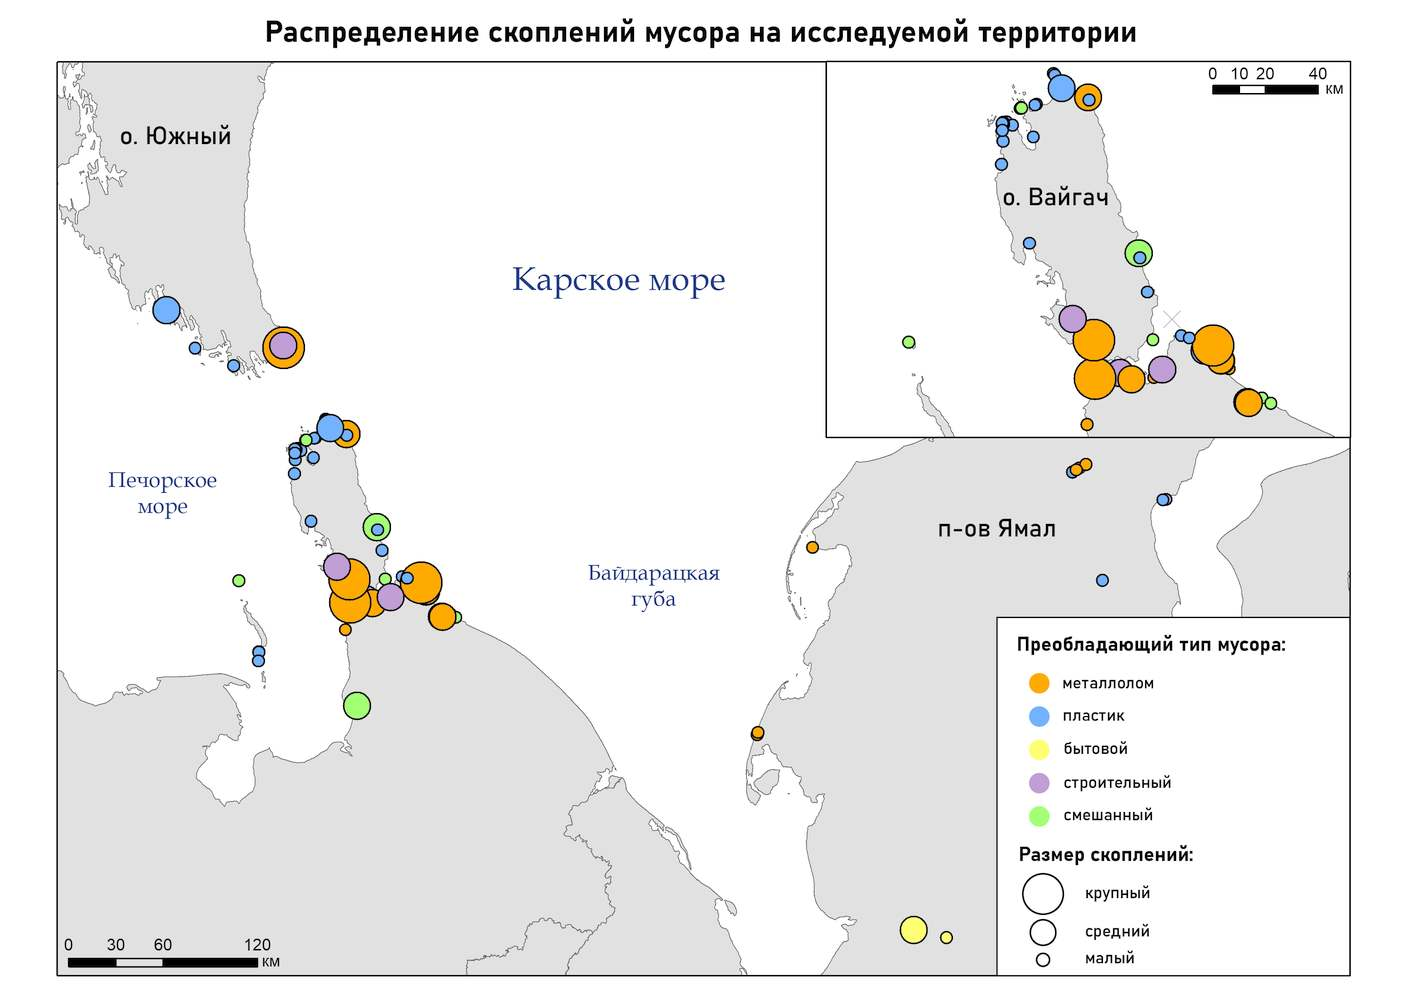 Распределение скоплений мусора на исследуемой территории
0 10 20 40
км
о. Южный
о. Вайгач
Карское море
Печорское
море
Байдарацкая
губа
п-ов Ямал
Преобладающий тип мусора:
металлолом
пластик
бытовой
строительный
смешанный
Размер скоплений:
крупный
средний
малый
0 30 60 120
км